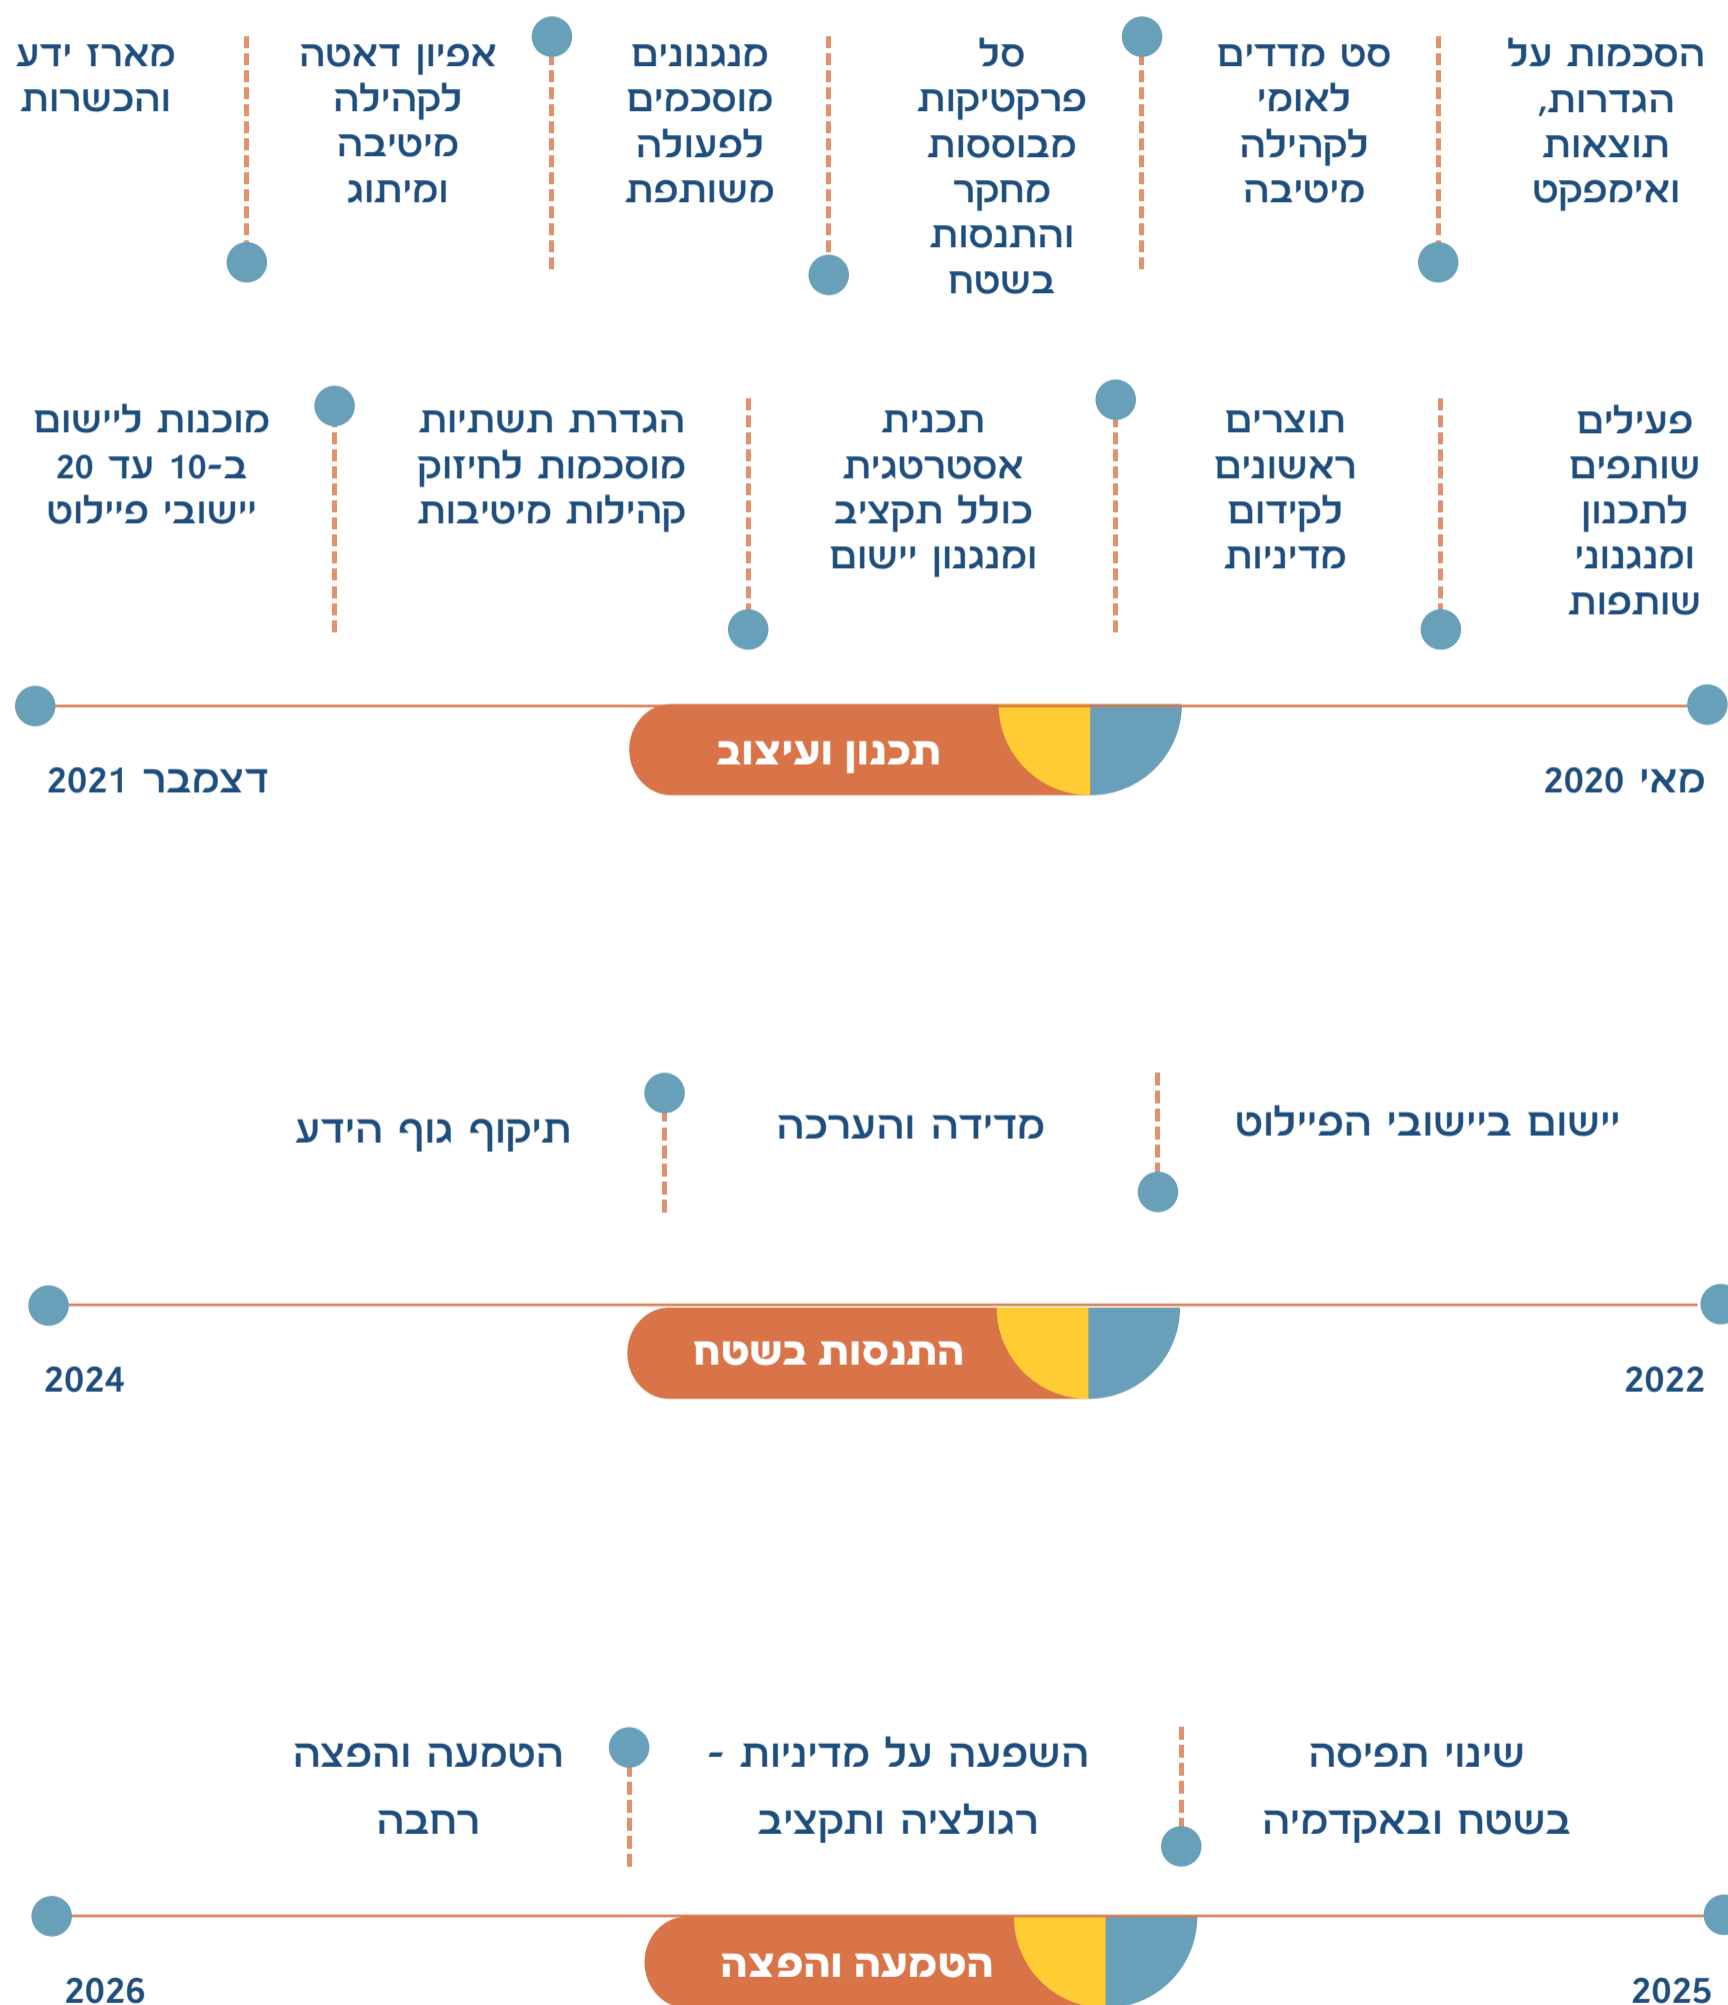 הסכמות על
הגדרות,
תוצאות
ואימפקט
סט מדדים
לאומי
לקהילה
מיטיבה
סל
פרקטיקות
מבוססות
מחקר
והתנסות
בשטח
מנגנונים
מוסכמים
לפעולה
משותפת
אפיון דאטה
לקהילה
מיטיבה
ומיתוג
מארז ידע
והכשרות
פעילים
שותפים
לתכנון
ומנגנוני
שותפות
תוצרים
ראשונים
לקידום
מדיניות
תכנית
אסטרטגית
כולל תקציב
ומנגנון יישום
הגדרת תשתיות
מוסכמות לחיזוק
קהילות מיטיבות
מוכנות ליישום
ב-10 עד 20
יישובי פיילוט
תכנון ועיצוב
מאי 2020
דצמבר 2021
יישום ביישובי הפיילוט
מדידה והערכה
תיקוף גוף הידע
התנסות בשטח
2022
2024
שינוי תפיסה
בשטח ובאקדמיה
השפעה על מדיניות -
רגולציה ותקציב
הטמעה והפצה
רחבה
הטמעה והפצה
2025
2026